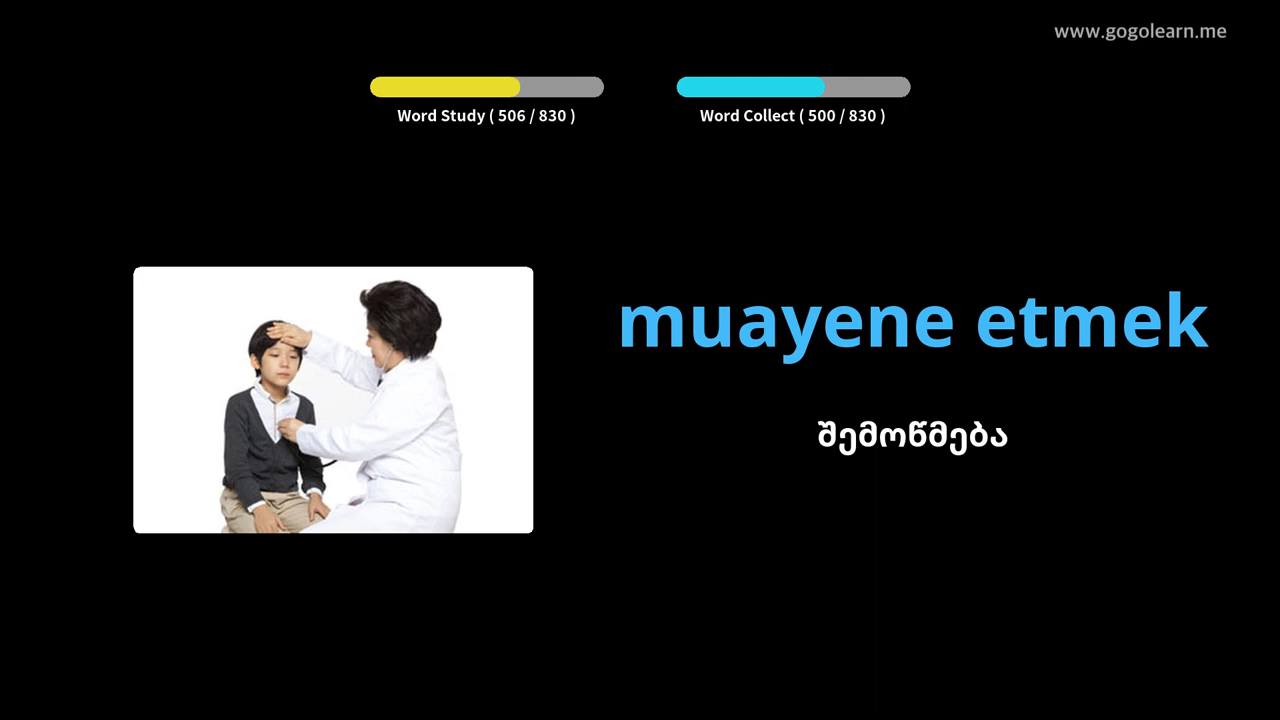 www.gogolearn.me
Word Study ( 506 / 830 )
Word Collect ( 500 / 830 )
muayene etmek
შემოწმება